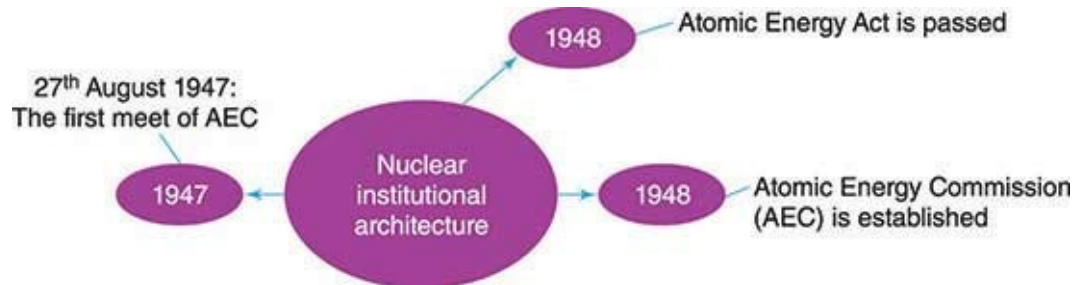 1948
Atomic Energy Act is passed
27th August 1947:
The first meet of AEC
1947
Nuclear
institutional
architecture
1948
Atomic Energy Commission
(AEC) is established